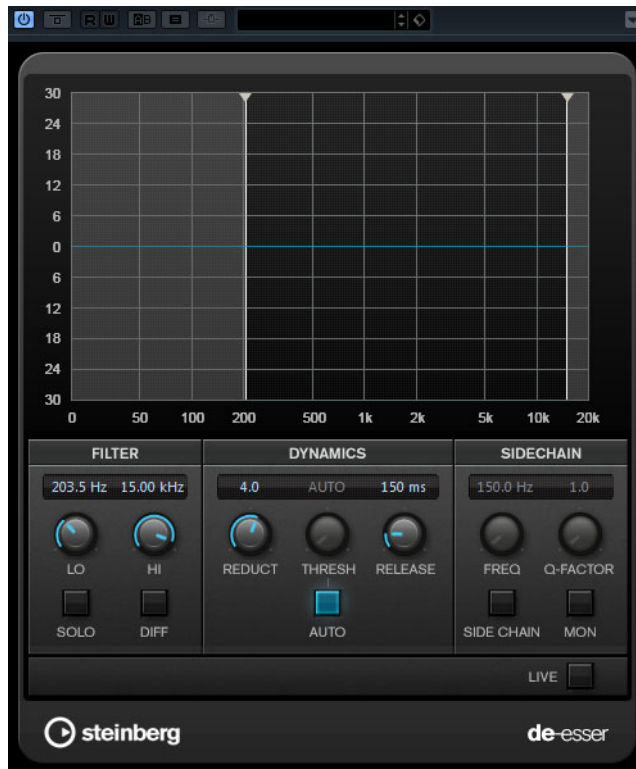 R W A B
30
24
18
12
6
0
6
12
18
24
30
0 50 100 200 500 1k 2k 5k 10k 20k
FILTER DYNAMICS SIDECHAIN
203.5 Hz 15.00 kHz 4.0 AUTO 150 ms 150.0 Hz 1.0
LO HI REDUCT THRESH RELEASE FREQ Q-FACTOR
SOLO DIFF AUTO SIDE CHAIN MON
LIVE
steinberg de-esser